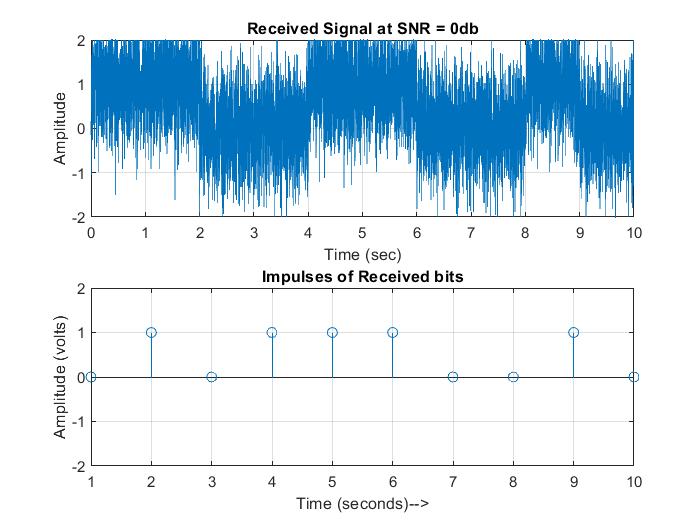 Received Signal at SNR = 0db
2
1
0
-1
-2
Amplitude
0 1 2 3 4 5 6 7 8 9 10
Time (sec)
Impulses of Received bits
2
1
0
-1
-2
Amplitude (volts)
1 2 3 4 5 6 7 8 9 10
Time (seconds)-->